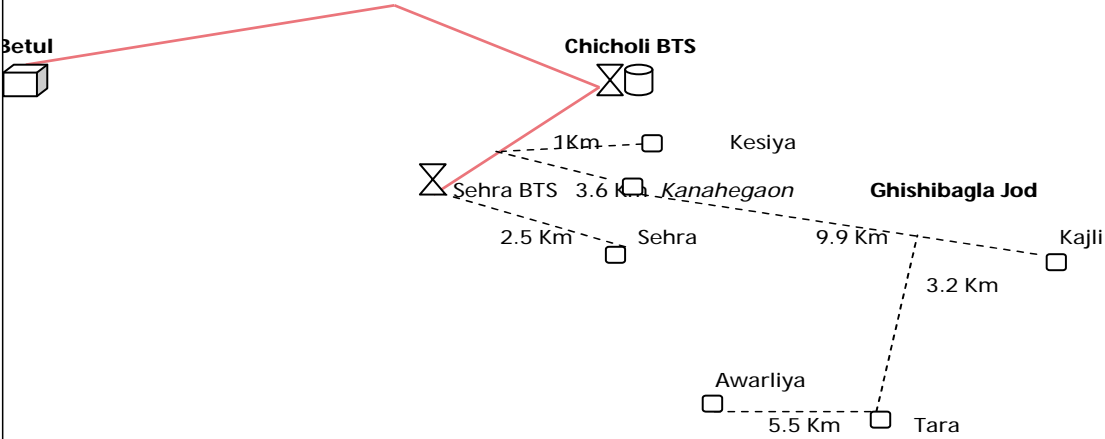 Betul
Chicholi BTS
1Km
Kesiya
Sehra BTS 3.6 Km Kanahegaon Ghishibagla Jod
2.5 Km Sehra 9.9 Km Kajli
3.2 Km
Awarliya
5.5 Km Tara